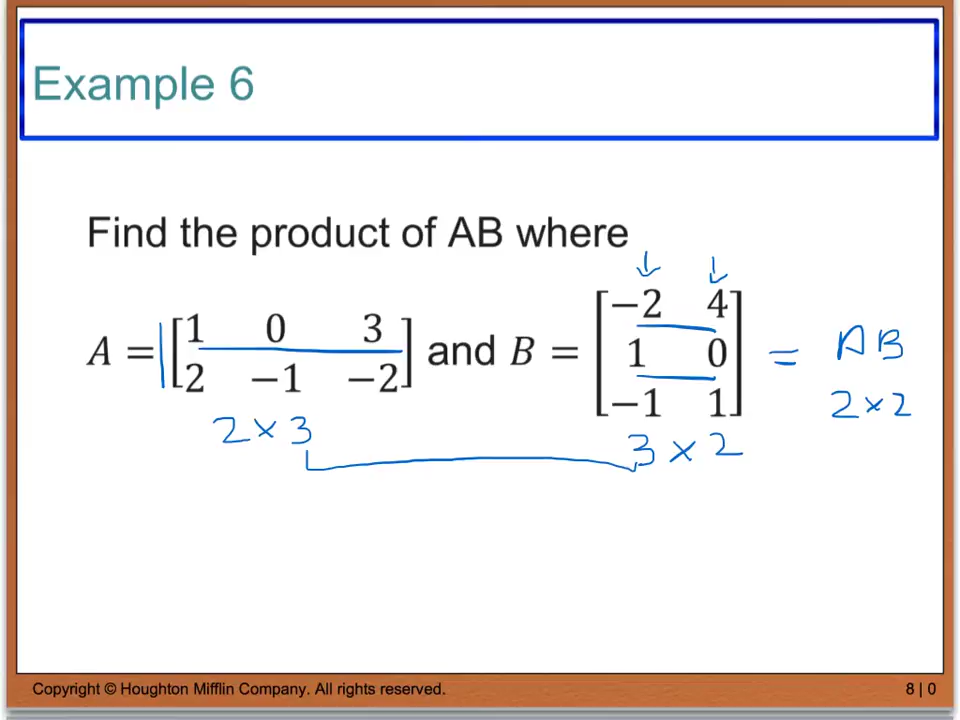 Example 6
Find the product of AB where
A = [1 0 3
2 −1 −2] and B = [−2 4
1 0
−1 1] = AB
2 × 2
2 × 3
3 × 2
Copyright © Houghton Mifflin Company. All rights reserved.
8 | 0